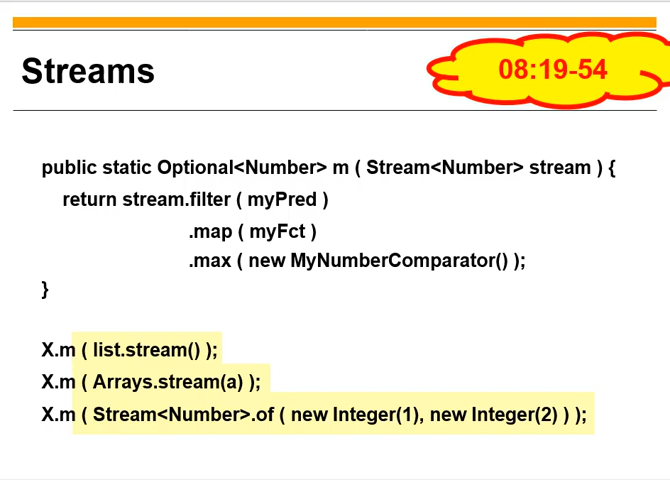 Streams
08:19-54
public static Optional<Number> m ( Stream<Number> stream ) {
return stream.filter ( myPred )
.map ( myFct )
.max ( new MyNumberComparator() );
}
X.m ( list.stream() );
X.m ( Arrays.stream(a) );
X.m ( Stream<Number>.of ( new Integer(1), new Integer(2) ) );